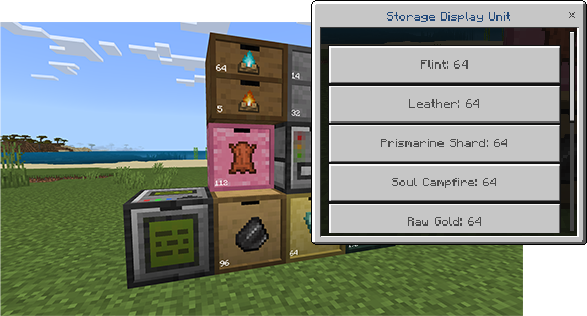 Storage Display Unit
×
Flint: 64
Leather: 64
Prismarine Shard: 64
Soul Campfire: 64
Raw Gold: 64
64
14
5
32
112
96
64